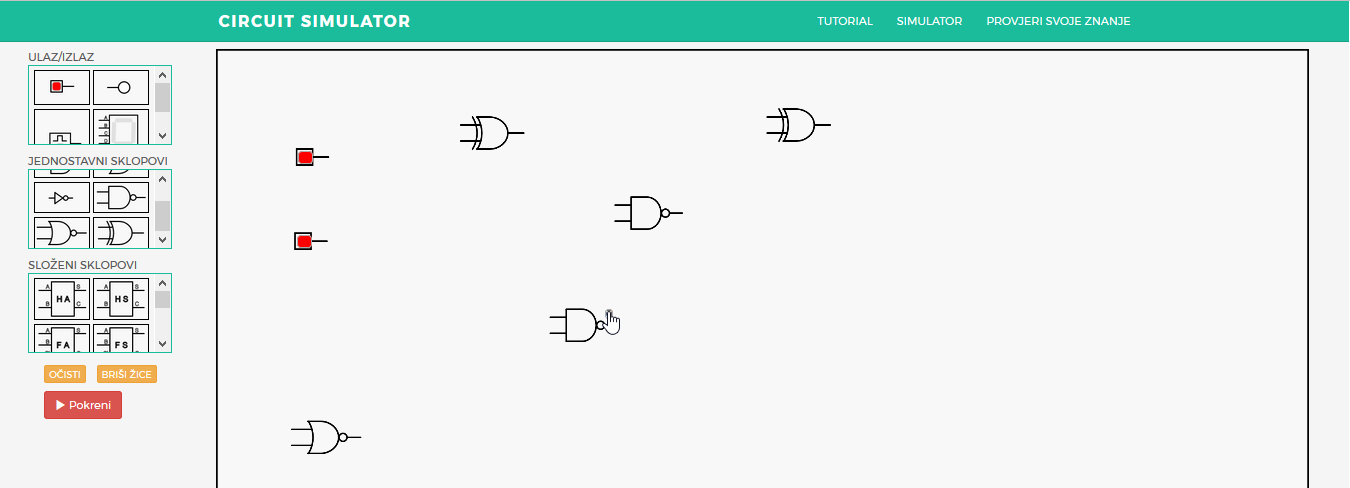 CIRCUIT SIMULATOR
TUTORIAL SIMULATOR PROVJERI SVOJE ZNANJE
ULAZ/IZLAZ
A
B
C
D
JEDNOSTAVNI SKLOPOVI
SLOŽENI SKLOPOVI
A S A S
HA HS
B C B C
A S A S
FA FS
OČISTI BRIŠI ŽICE
Pokreni